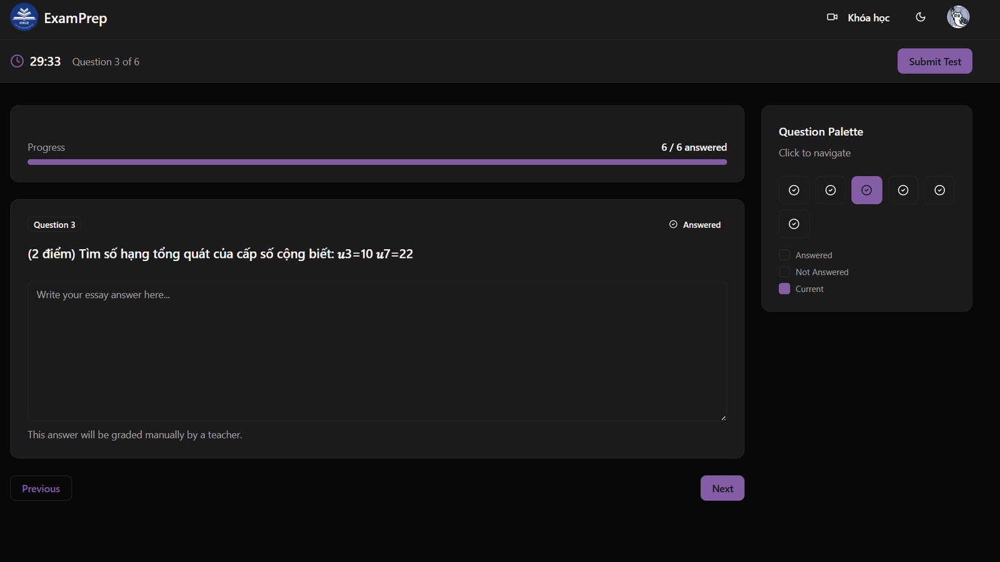 HNUE
ExamPrep
Khóa học
29:33
Question 3 of 6
Submit Test
Progress
6 / 6 answered
Question 3
Answered
(2 điểm) Tìm số hạng tổng quát của cấp số cộng biết: 𝒖3=10 𝒖7=22
Write your essay answer here...
This answer will be graded manually by a teacher.
Previous
Next
Question Palette
Click to navigate
Answered
Not Answered
Current